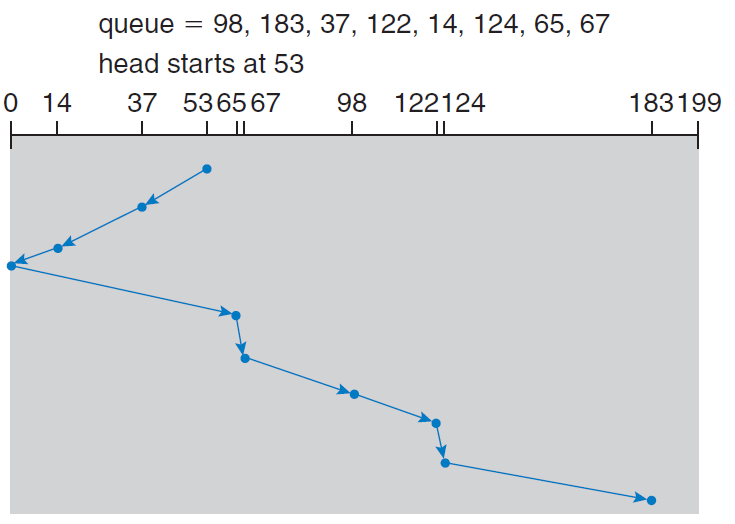 queue = 98, 183, 37, 122, 14, 124, 65, 67
head starts at 53
0 14 37 53 65 67 98 122 124 183 199